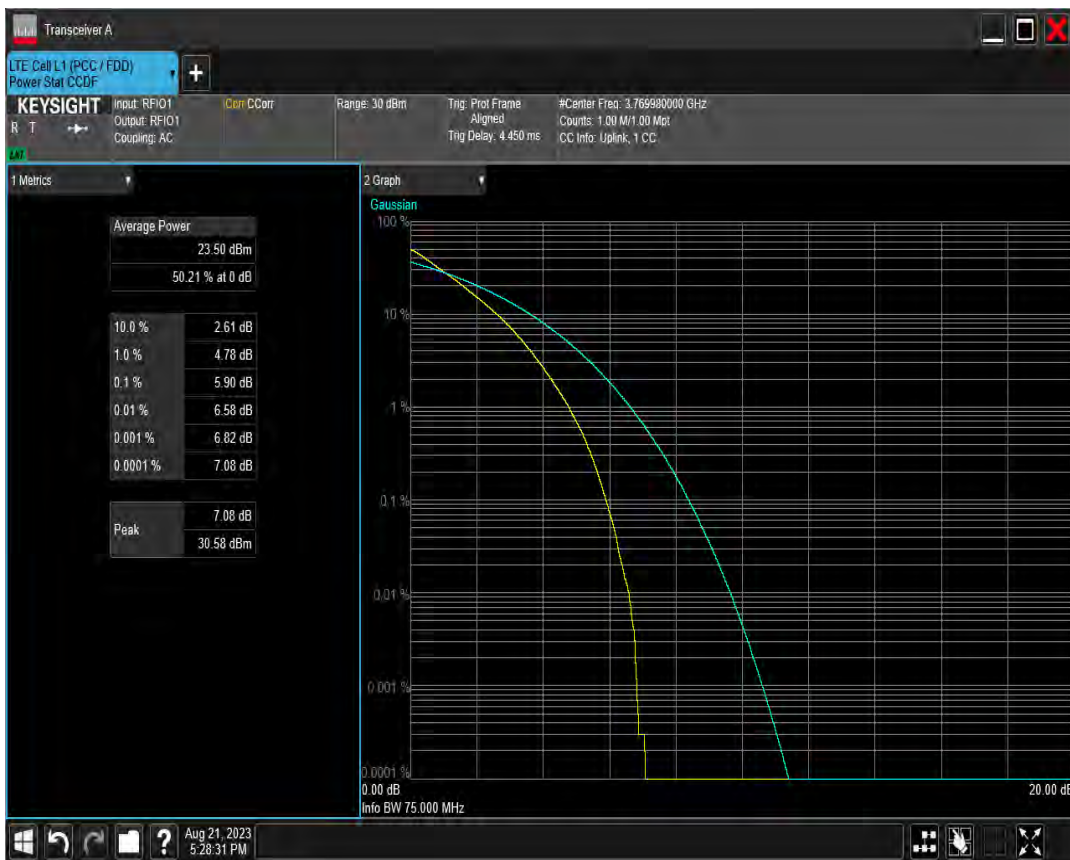 Transceiver A
LTE Cell L1 (PCC / FDD)
Power Stat CCDF
+
KEYSIGHT
R T
LNI
Input: RFIO1
Output: RFIO1
Coupling: AC
Corr CCorr
Range: 30 dBm
Trig: Prot Frame
Aligned
Trig Delay: 4.450 ms
#Center Freq: 3.769980000 GHz
Counts: 1.00 M/1.00 Mpt
CC Info: Uplink, 1 CC
1 Metrics
Average Power
23.50 dBm
50.21 % at 0 dB
10.0 % 2.61 dB
1.0 % 4.78 dB
0.1 % 5.90 dB
0.01 % 6.58 dB
0.001 % 6.82 dB
0.0001 % 7.08 dB
Peak
7.08 dB
30.58 dBm
2 Graph
Gaussian
100 %
10 %
1 %
0.1 %
0.01 %
0.001 %
0.0001 %
0.00 dB
20.00 dB
Info BW 75.000 MHz
?
Aug 21, 2023
5:28:31 PM